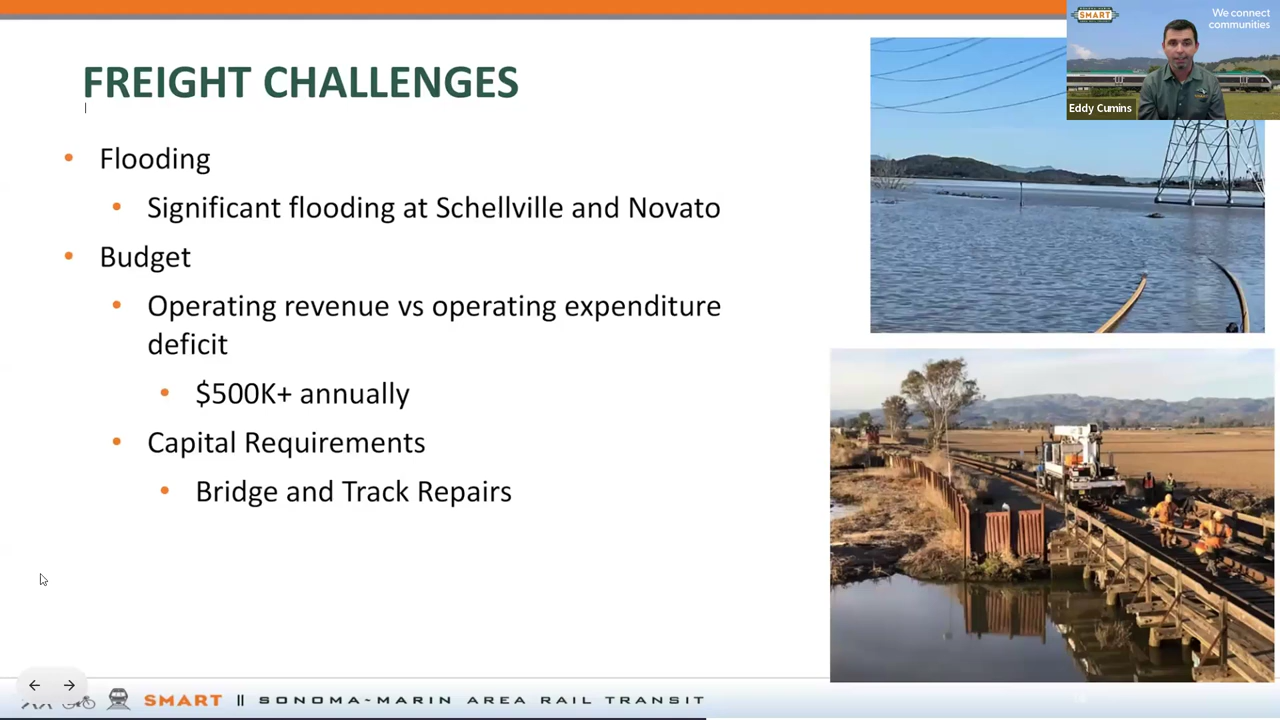 FREIGHT CHALLENGES
• Flooding
• Significant flooding at Schellville and Novato
• Budget
• Operating revenue vs operating expenditure
deficit
• $500K+ annually
• Capital Requirements
• Bridge and Track Repairs
SMART
We connect
communities
Eddy Cumins
SMART || SONOMA-MARIN AREA RAIL TRANSIT